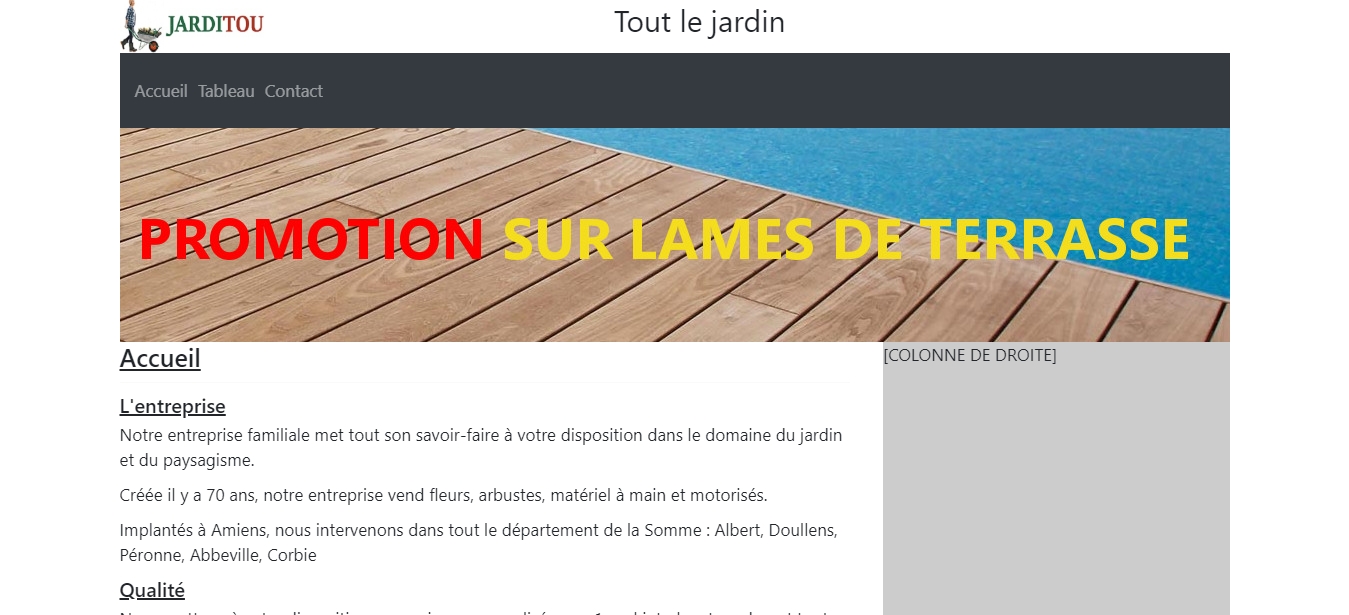 JARDITOU
Tout le jardin
Accueil Tableau Contact
PROMOTION SUR LAMES DE TERRASSE
Accueil
[COLONNE DE DROITE]
L'entreprise
Notre entreprise familiale met tout son savoir-faire à votre disposition dans le domaine du jardin
et du paysagisme.
Créée il y a 70 ans, notre entreprise vend fleurs, arbustes, matériel à main et motorisés.
Implantés à Amiens, nous intervenons dans tout le département de la Somme : Albert, Doullens,
Péronne, Abbeville, Corbie
Qualité